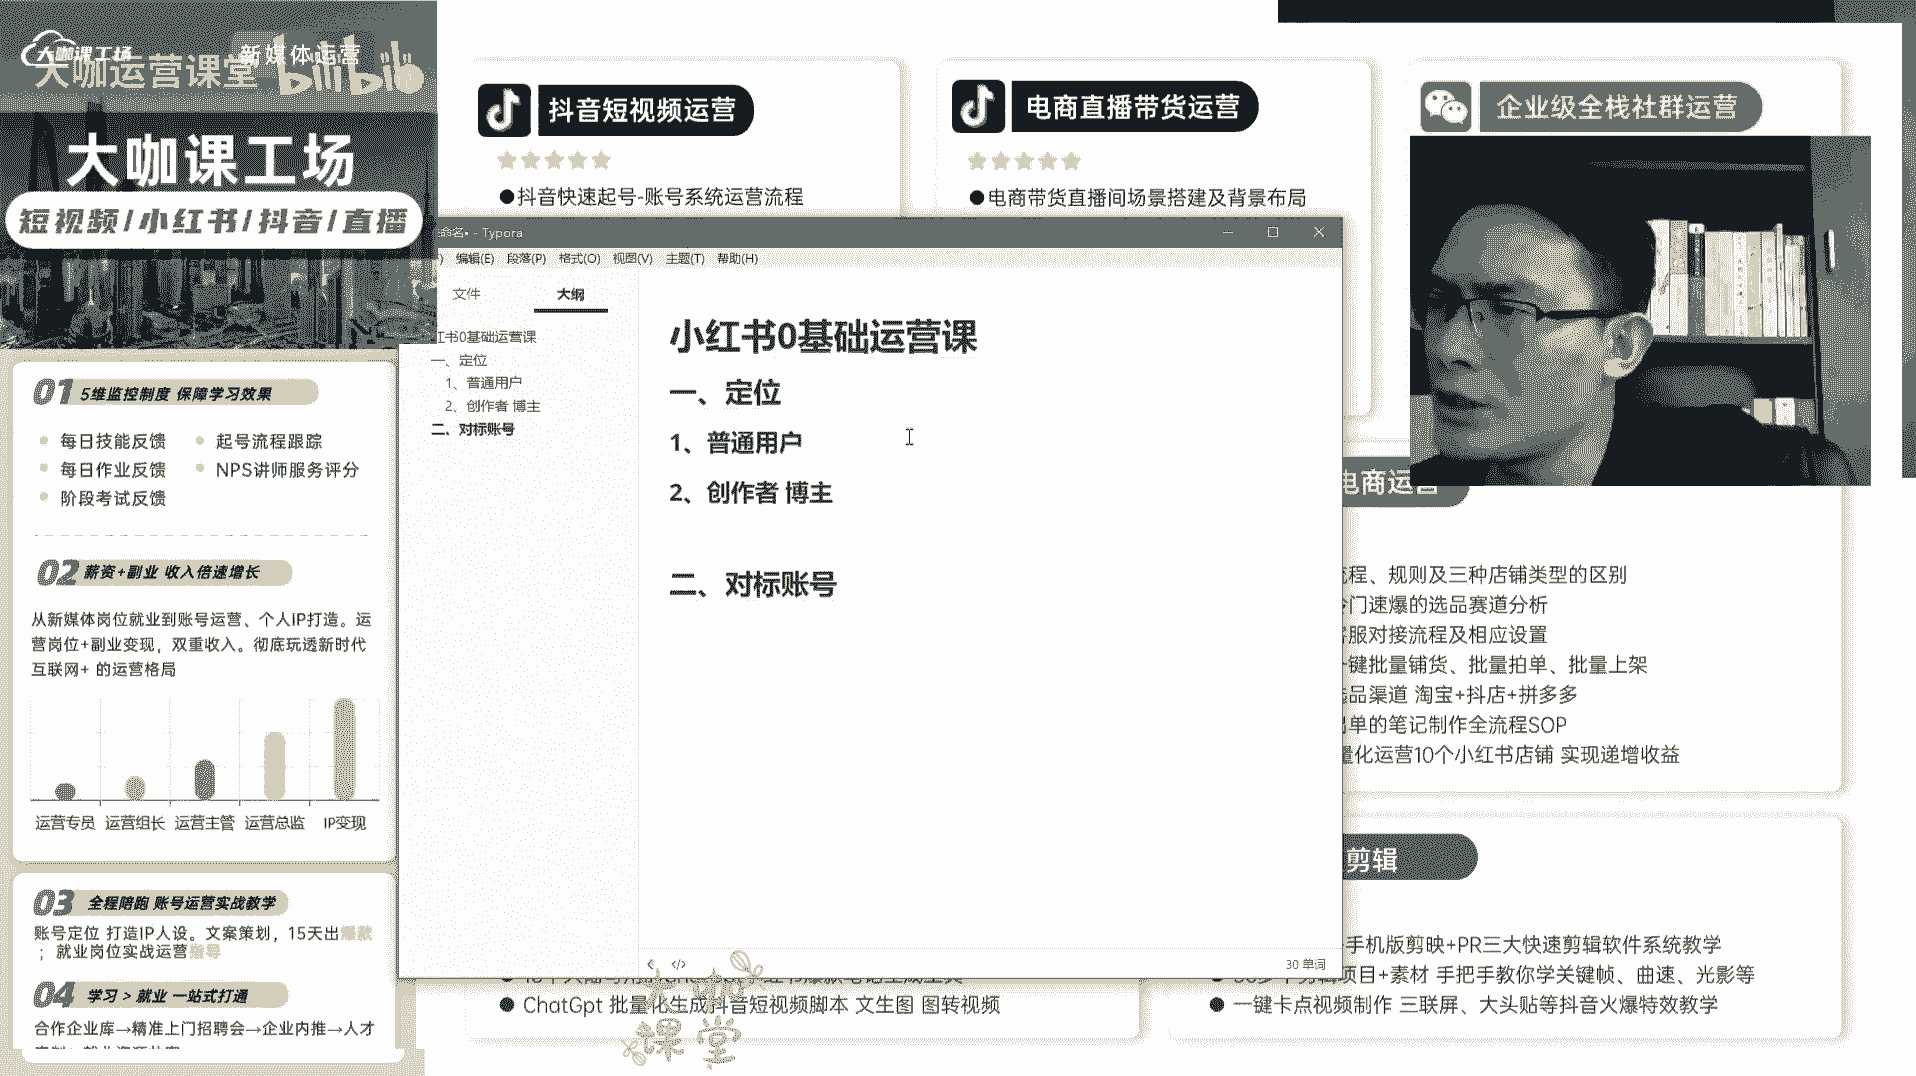 大咖课工场
新媒体运营
大咖运营课堂 bilibili
大咖课工场
短视频/小红书/抖音/直播
01 5维监控制度 保障学习效果
每日技能反馈
起号流程跟踪
每日作业反馈
NPS讲师服务评分
阶段考试反馈
02 薪资+副业 收入倍速增长
从新媒体岗位就业到账号运营、个人IP打造。运
营岗位+副业变现，双重收入。彻底玩透新时代
互联网+ 的运营格局
运营专员 运营组长 运营主管 运营总监 IP变现
03 全程陪跑 账号运营实战教学
账号定位 打造IP人设。文案策划，15天出爆款
；就业岗位实战运营指导
04 学习 > 就业 一站式打通
合作企业库→精准上门招聘会→企业内推→人才
抖音短视频运营
●抖音快速起号-账号系统运营流程
电商直播带货运营
●电商带货直播间场景搭建及背景布局
企业级全栈社群运营
命名• - Typora
编辑(E) 段落(P) 格式(O) 视图(V) 主题(T) 帮助(H)
文件 大纲
红书0基础运营课
一、定位
1、普通用户
2、创作者 博主
二、对标账号
小红书0基础运营课
一、定位
1、普通用户
2、创作者 博主
二、对标账号
</>
30 单词
电商运营
流程、规则及三种店铺类型的区别
冷门速爆的选品赛道分析
客服对接流程及相应设置
一键批量铺货、批量拍单、批量上架
选品渠道 淘宝+抖店+拼多多
出单的笔记制作全流程SOP
量化运营10个小红书店铺 实现递增收益
剪辑
手机版剪映+PR三大快速剪辑软件系统教学
项目+素材 手把手教你学关键帧、曲速、光影等
● 一键卡点视频制作 三联屏、大头贴等抖音火爆特效教学
● ChatGpt 批量化生成抖音短视频脚本 文生图 图转视频
大咖
课堂